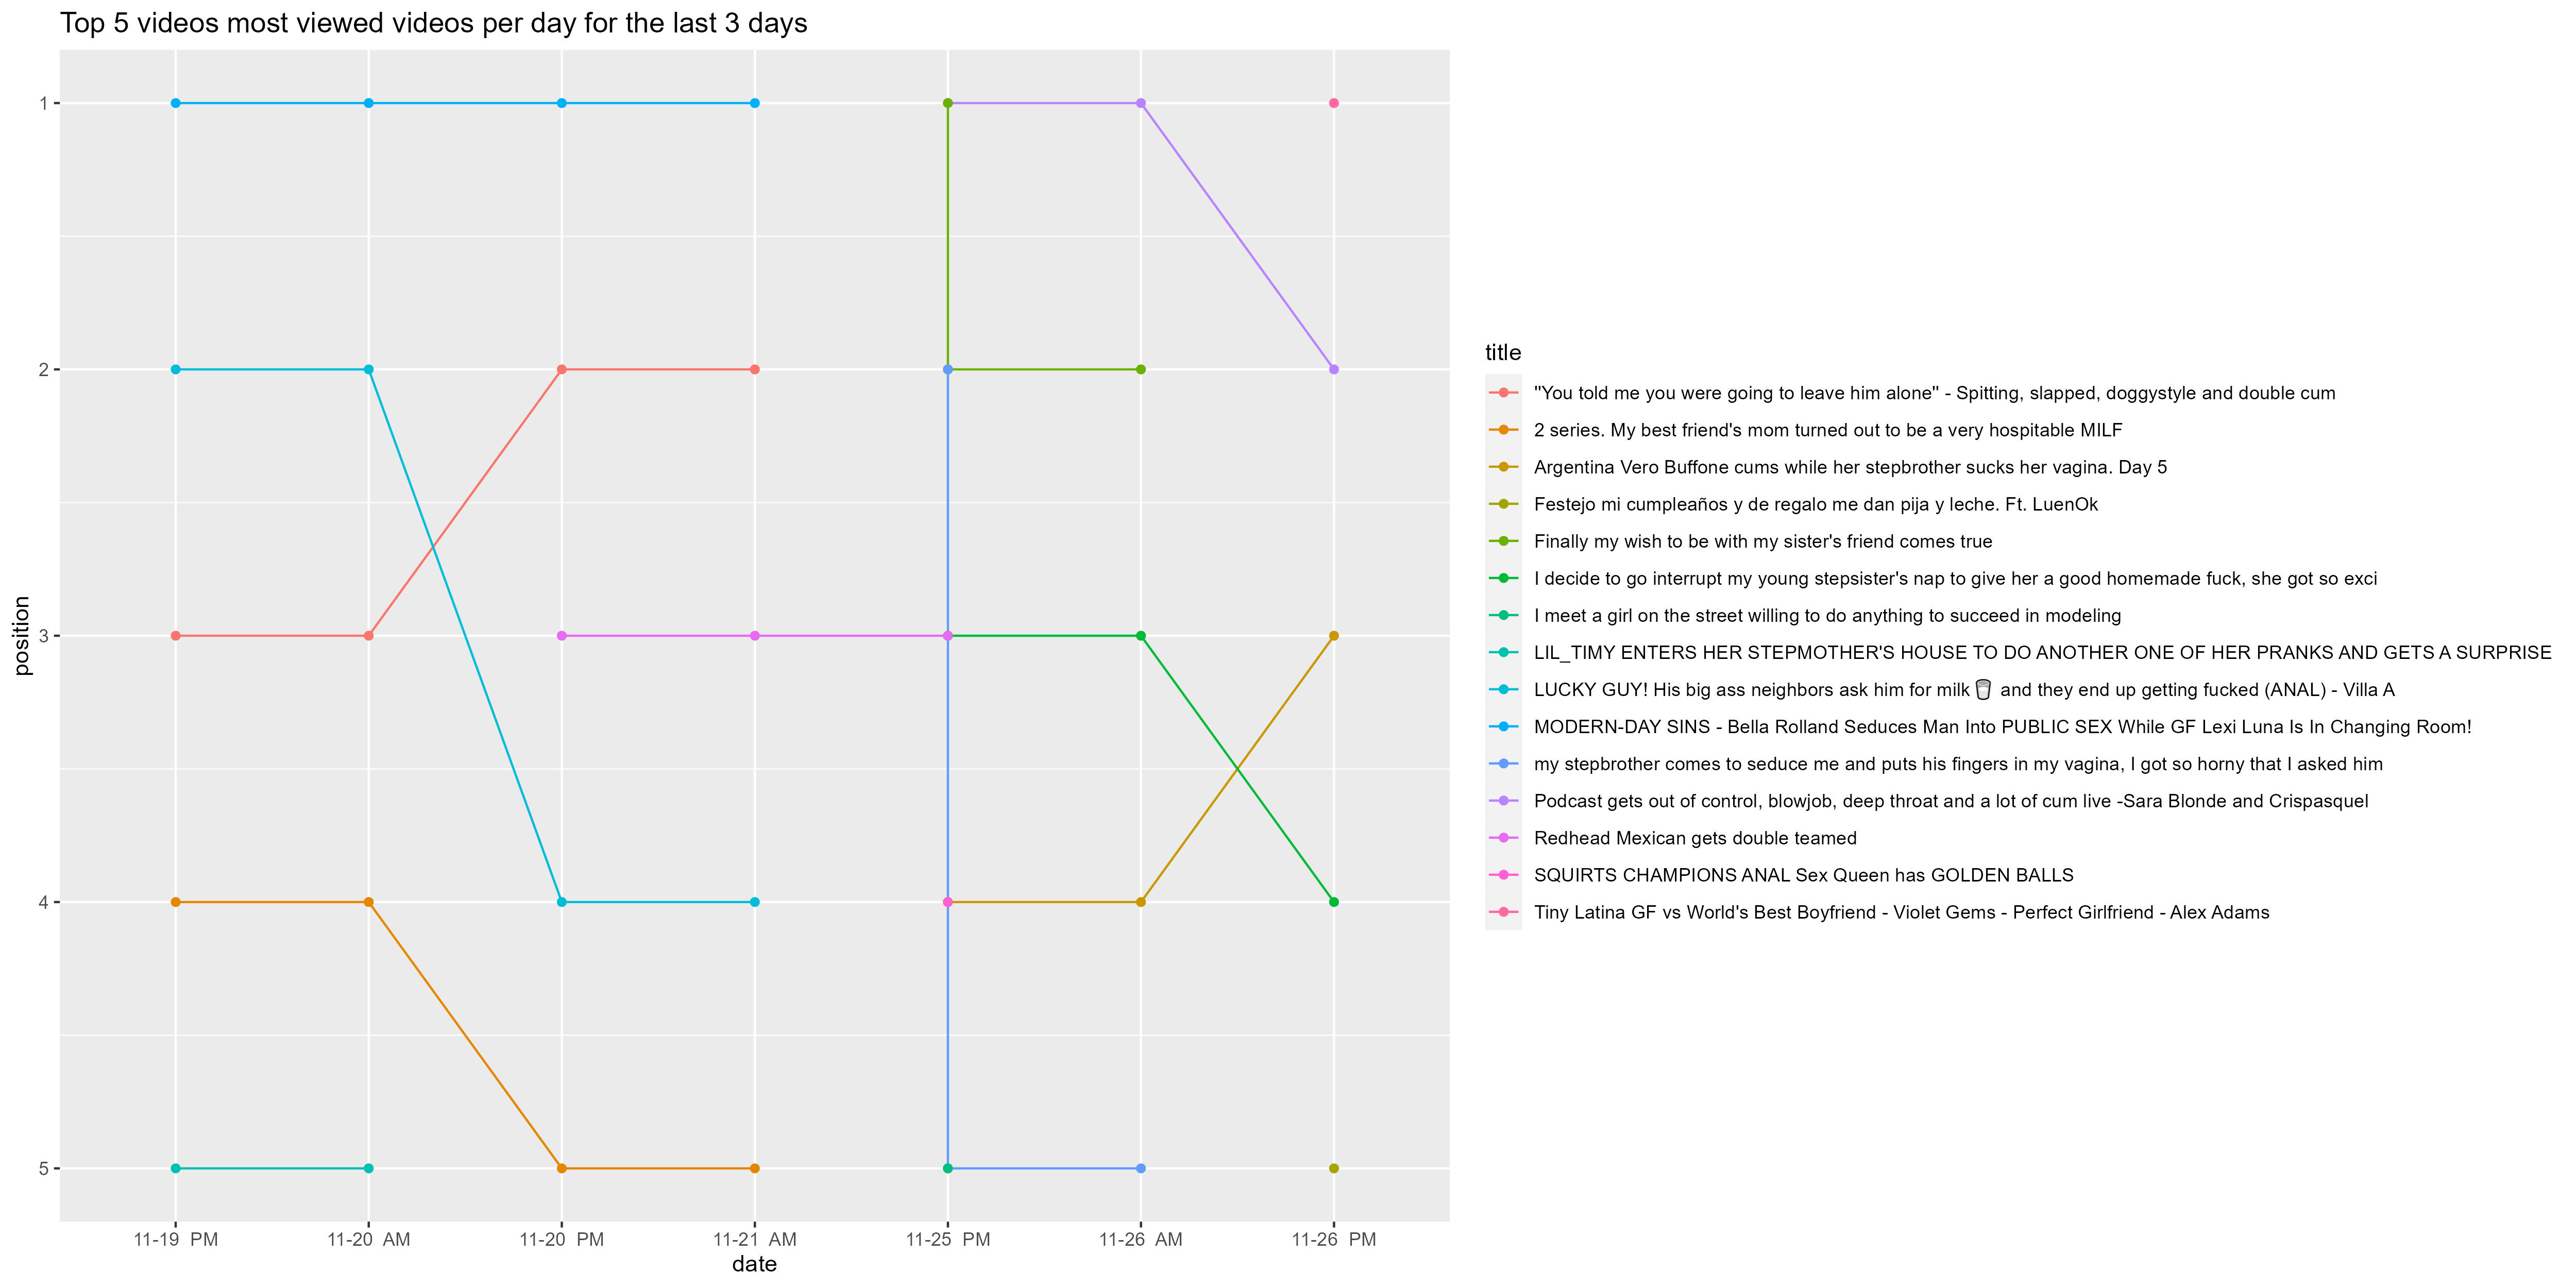 Top 5 videos most viewed videos per day for the last 3 days
position
1
2
3
4
5
11-19 PM
11-20 AM
11-20 PM
11-21 AM
11-25 PM
11-26 AM
11-26 PM
date
title
"You told me you were going to leave him alone" - Spitting, slapped, doggystyle and double cum
2 series. My best friend's mom turned out to be a very hospitable MILF
Argentina Vero Buffone cums while her stepbrother sucks her vagina. Day 5
Festejo mi cumpleaños y de regalo me dan pija y leche. Ft. LuenOk
Finally my wish to be with my sister's friend comes true
I decide to go interrupt my young stepsister's nap to give her a good homemade fuck, she got so exci
I meet a girl on the street willing to do anything to succeed in modeling
LIL_TIMY ENTERS HER STEPMOTHER'S HOUSE TO DO ANOTHER ONE OF HER PRANKS AND GETS A SURPRISE
LUCKY GUY! His big ass neighbors ask him for milk🥛 and they end up getting fucked (ANAL) - Villa A
MODERN-DAY SINS - Bella Rolland Seduces Man Into PUBLIC SEX While GF Lexi Luna Is In Changing Room!
my stepbrother comes to seduce me and puts his fingers in my vagina, I got so horny that I asked him
Podcast gets out of control, blowjob, deep throat and a lot of cum live -Sara Blonde and Crispasquel
Redhead Mexican gets double teamed
SQUIRTS CHAMPIONS ANAL Sex Queen has GOLDEN BALLS
Tiny Latina GF vs World's Best Boyfriend - Violet Gems - Perfect Girlfriend - Alex Adams